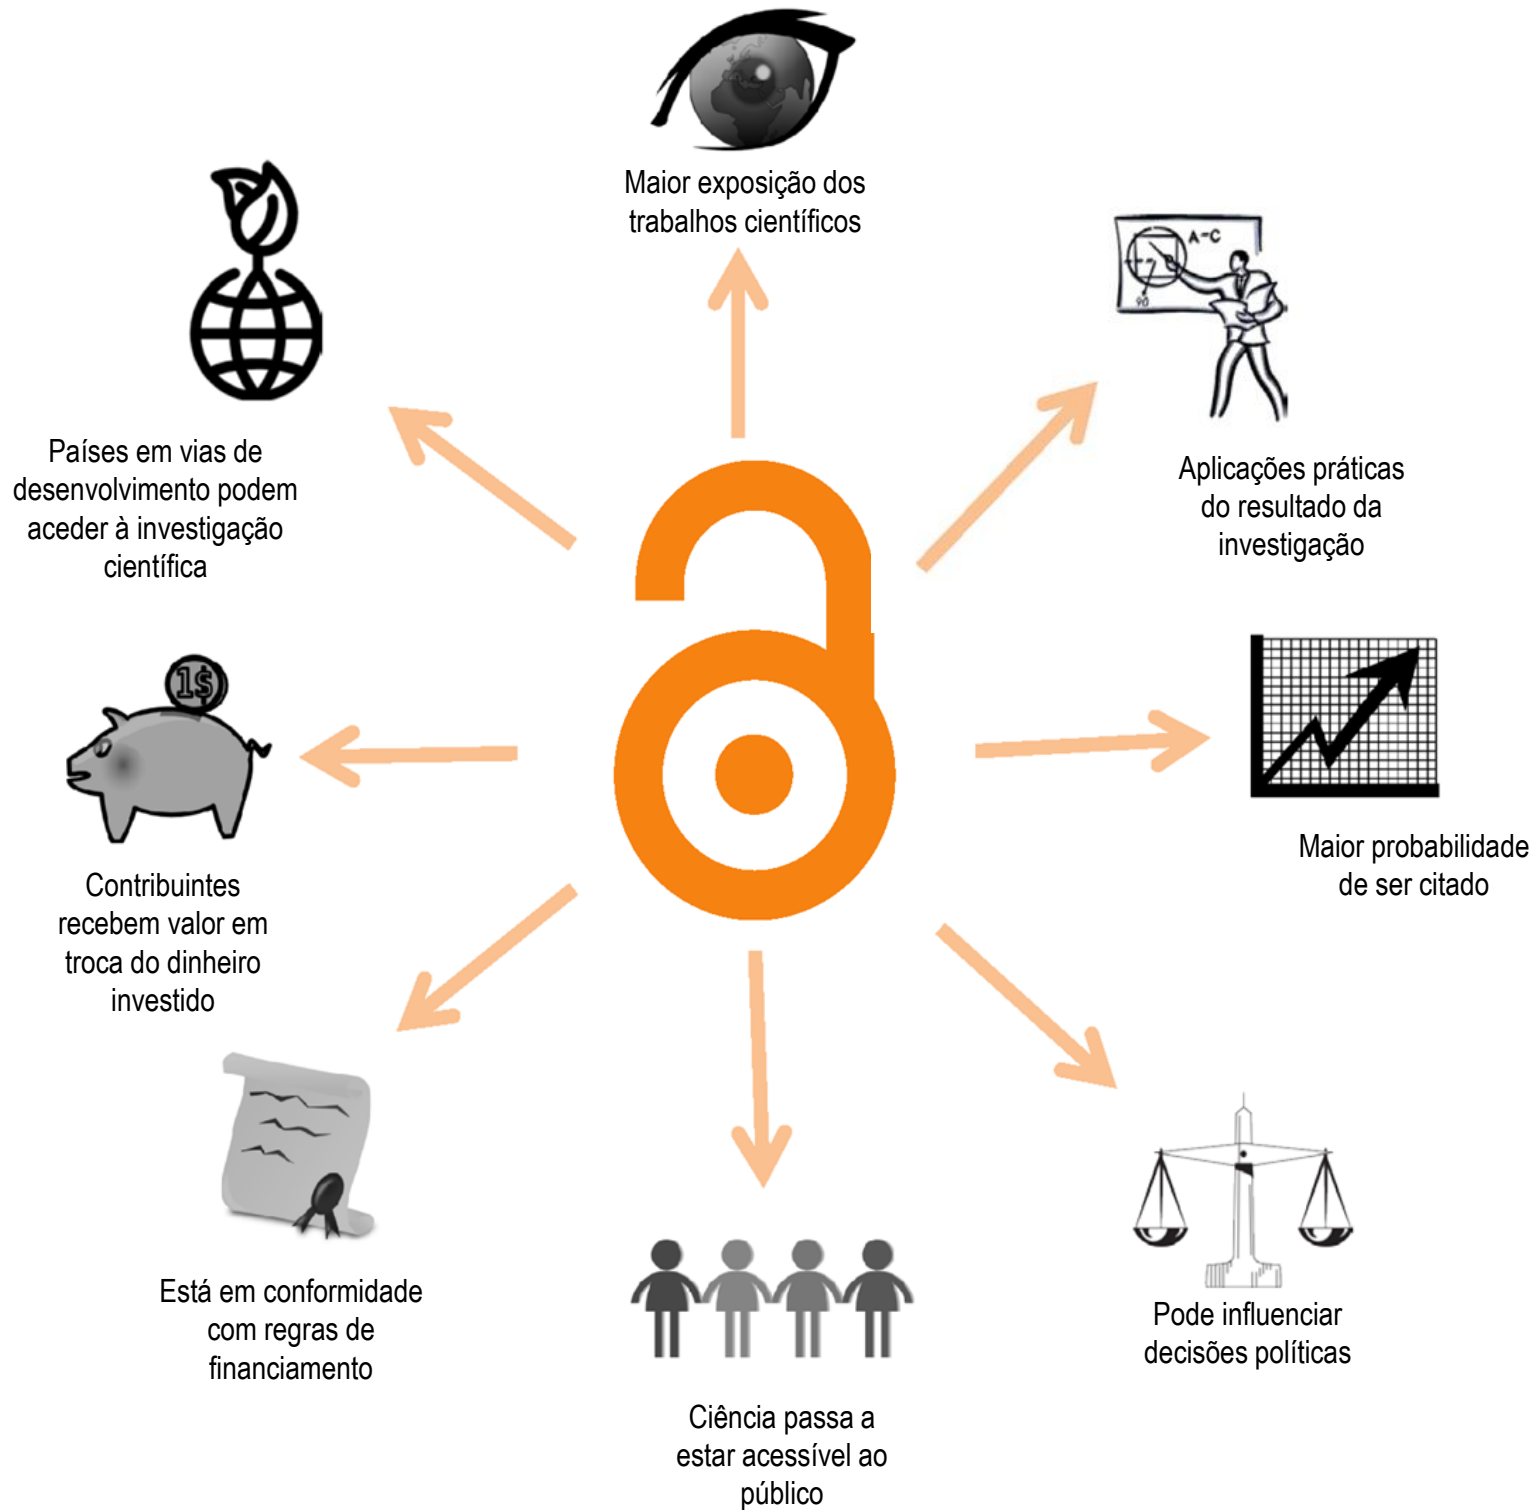 Maior exposição dos
trabalhos científicos
A=C
90
Aplicações práticas
do resultado da
investigação
Maior probabilidade
de ser citado
Pode influenciar
decisões políticas
Ciência passa a
estar acessível ao
público
Está em conformidade
com regras de
financiamento
1$
Contribuintes
recebem valor em
troca do dinheiro
investido
Países em vias de
desenvolvimento podem
aceder à investigação
científica